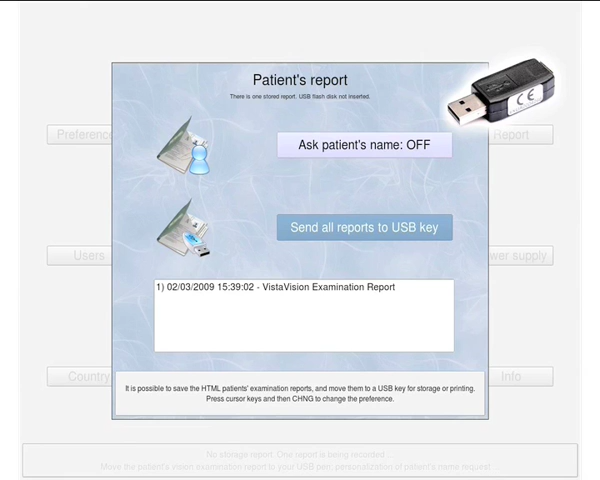 Patient's report
There is one stored report. USB flash disk not inserted.
Preference
Report
Ask patient's name: OFF
CE
Users
Send all reports to USB key
wer supply
1) 02/03/2009 15:39:02 - VistaVision Examination Report
Country
Info
It is possible to save the HTML patients' examination reports, and move them to a USB key for storage or printing.
Press cursor keys and then CHNG to change the preference.
No storage report. One report is being recorded ...
Move the patient's vision examination report to your USB pen: personalization of patient's name request ...